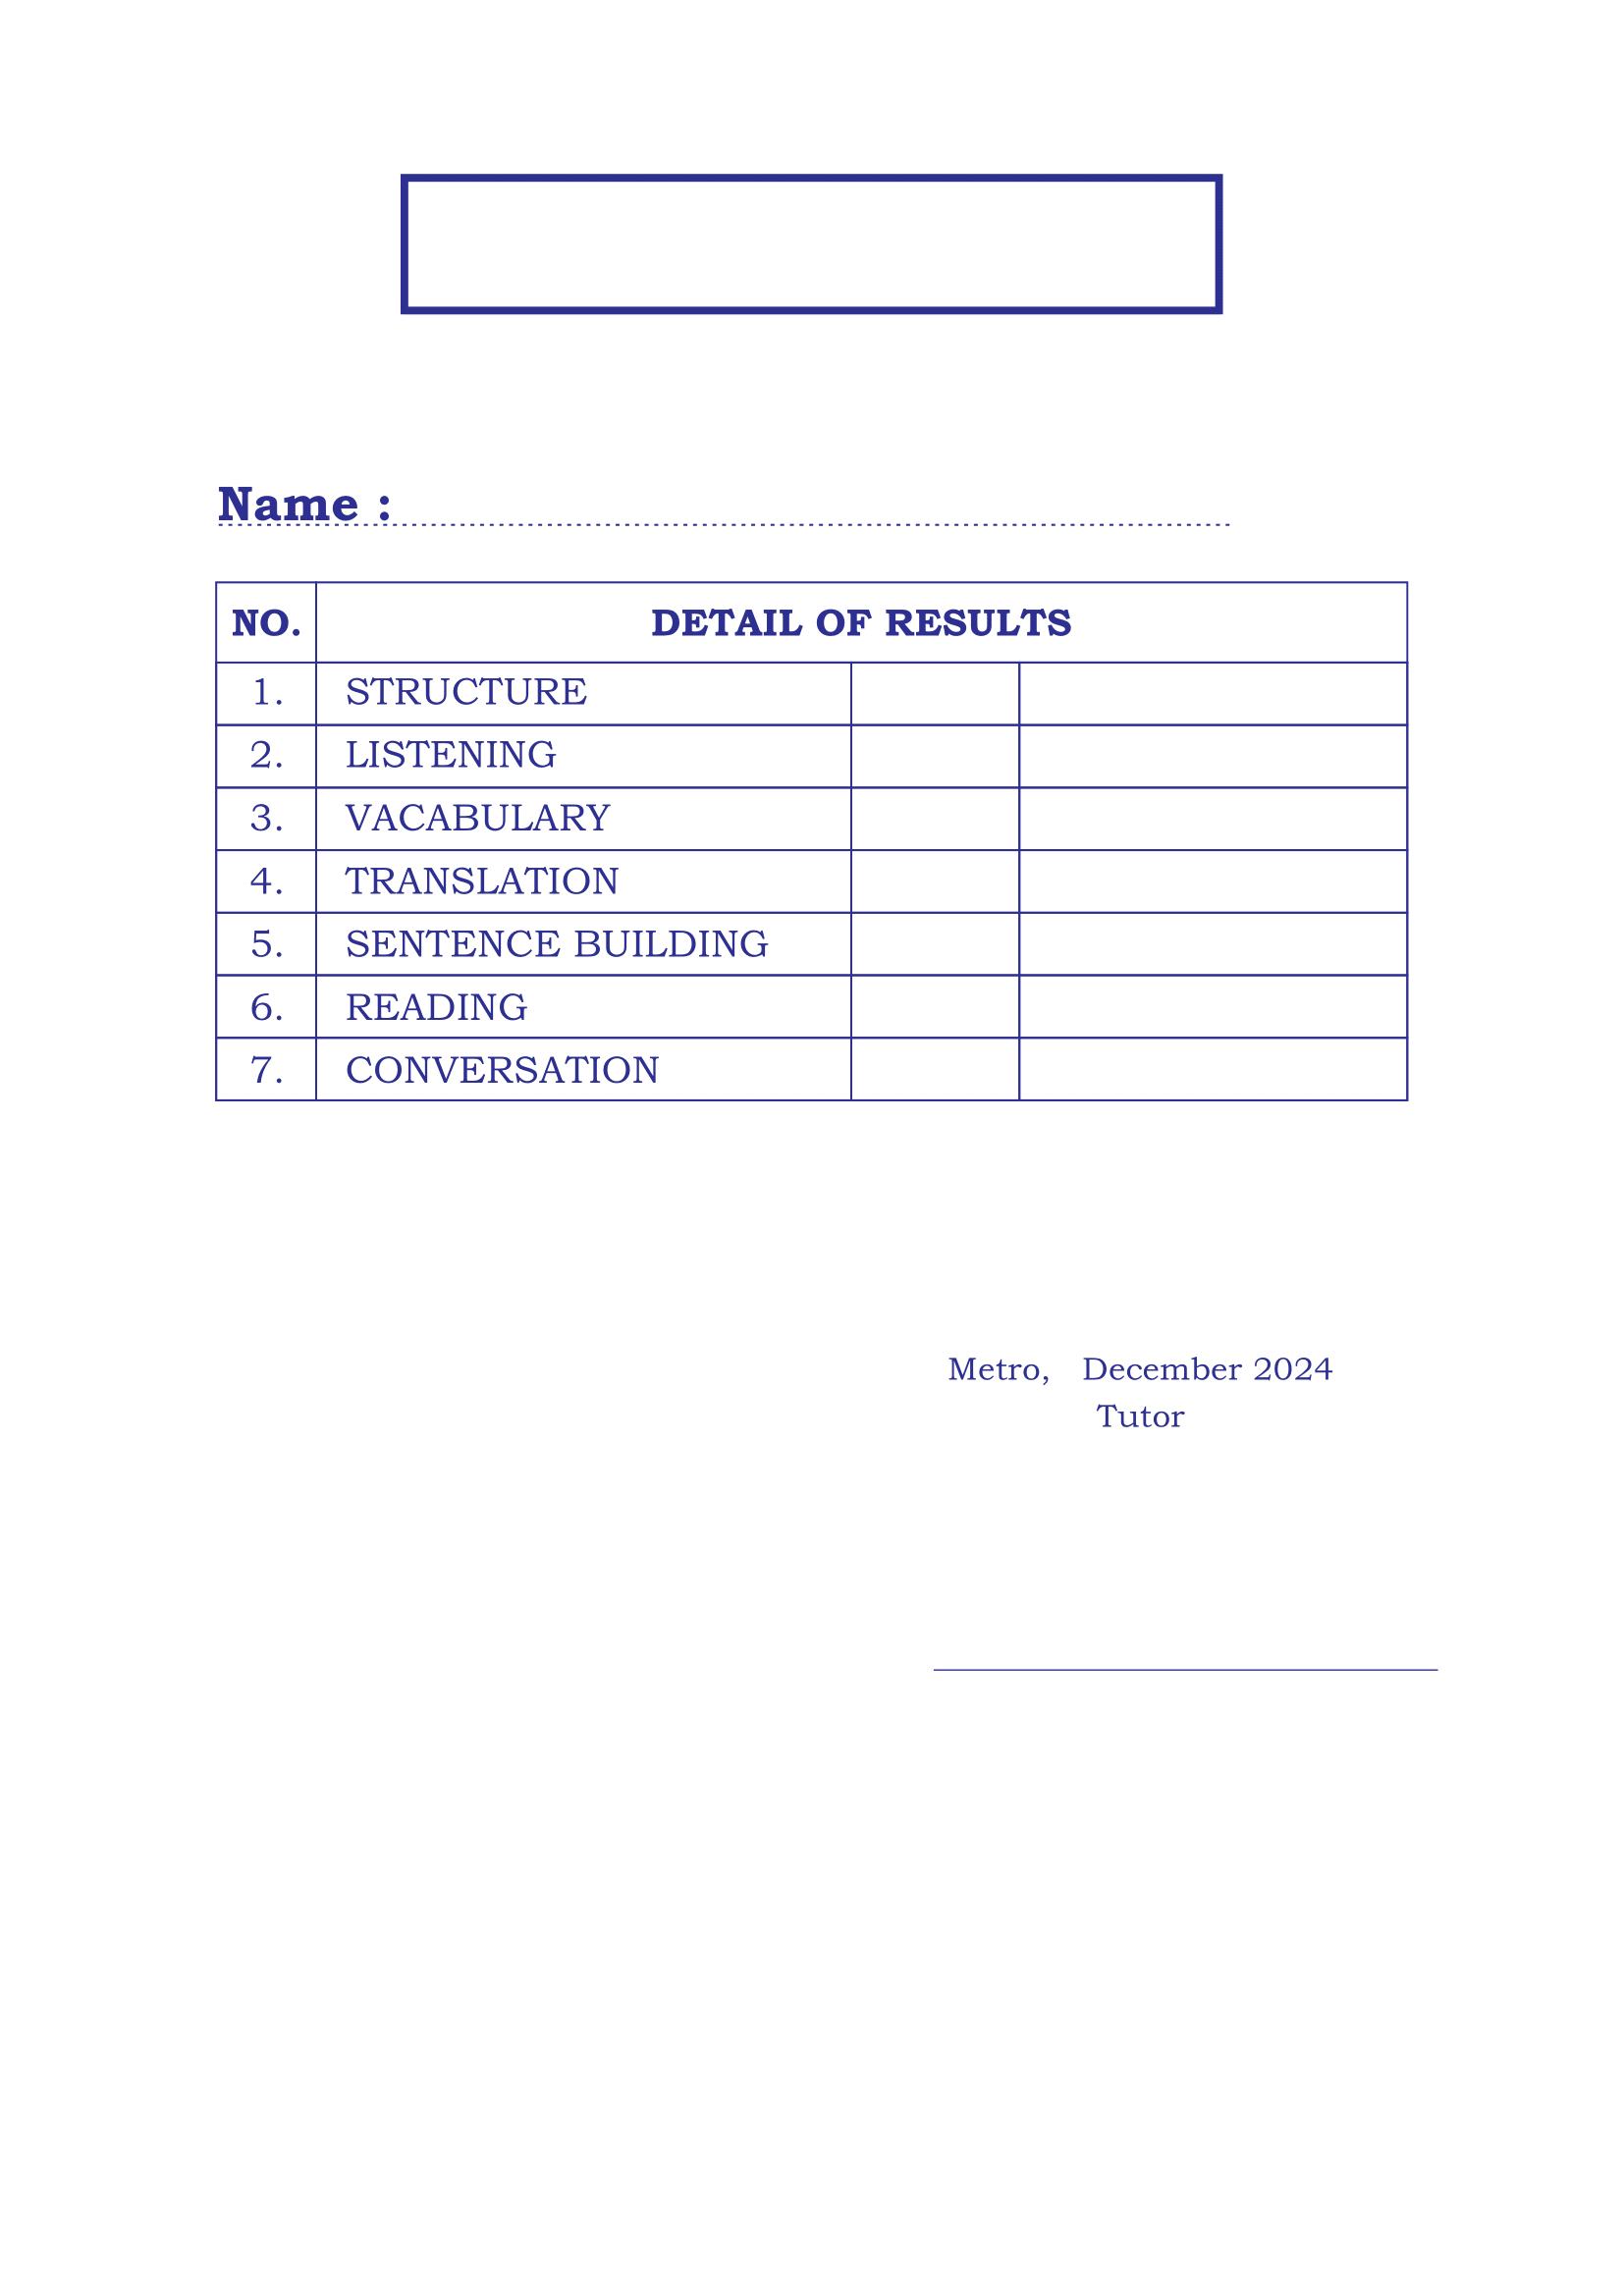 Name :
NO. DETAIL OF RESULTS
1. STRUCTURE
2. LISTENING
3. VACABULARY
4. TRANSLATION
5. SENTENCE BUILDING
6. READING
7. CONVERSATION
Metro, December 2024
Tutor